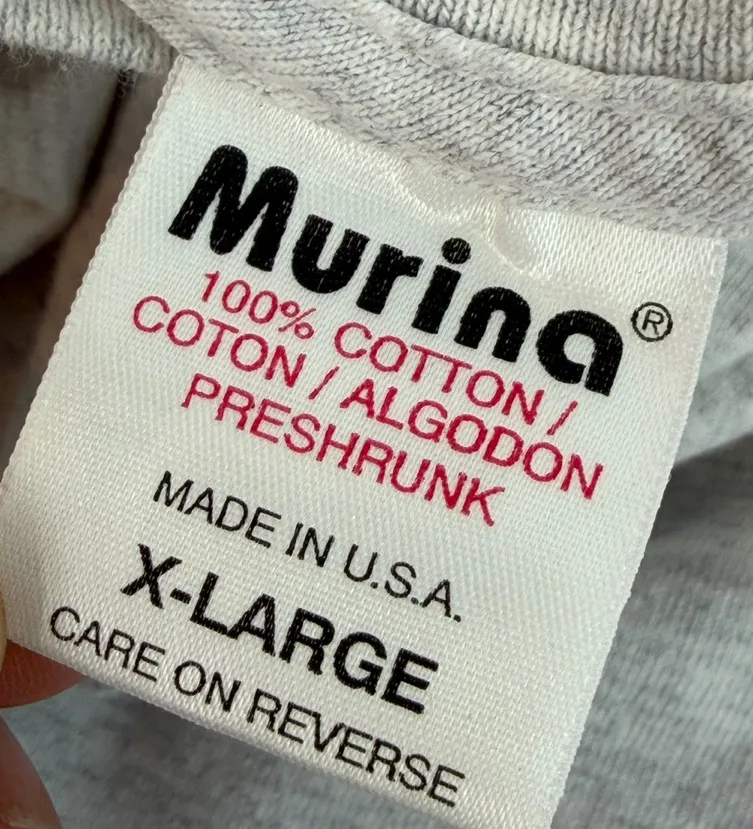 Murina®
100% COTTON /
COTON / ALGODON
PRESHRUNK
MADE IN U.S.A.
X-LARGE
CARE ON REVERSE